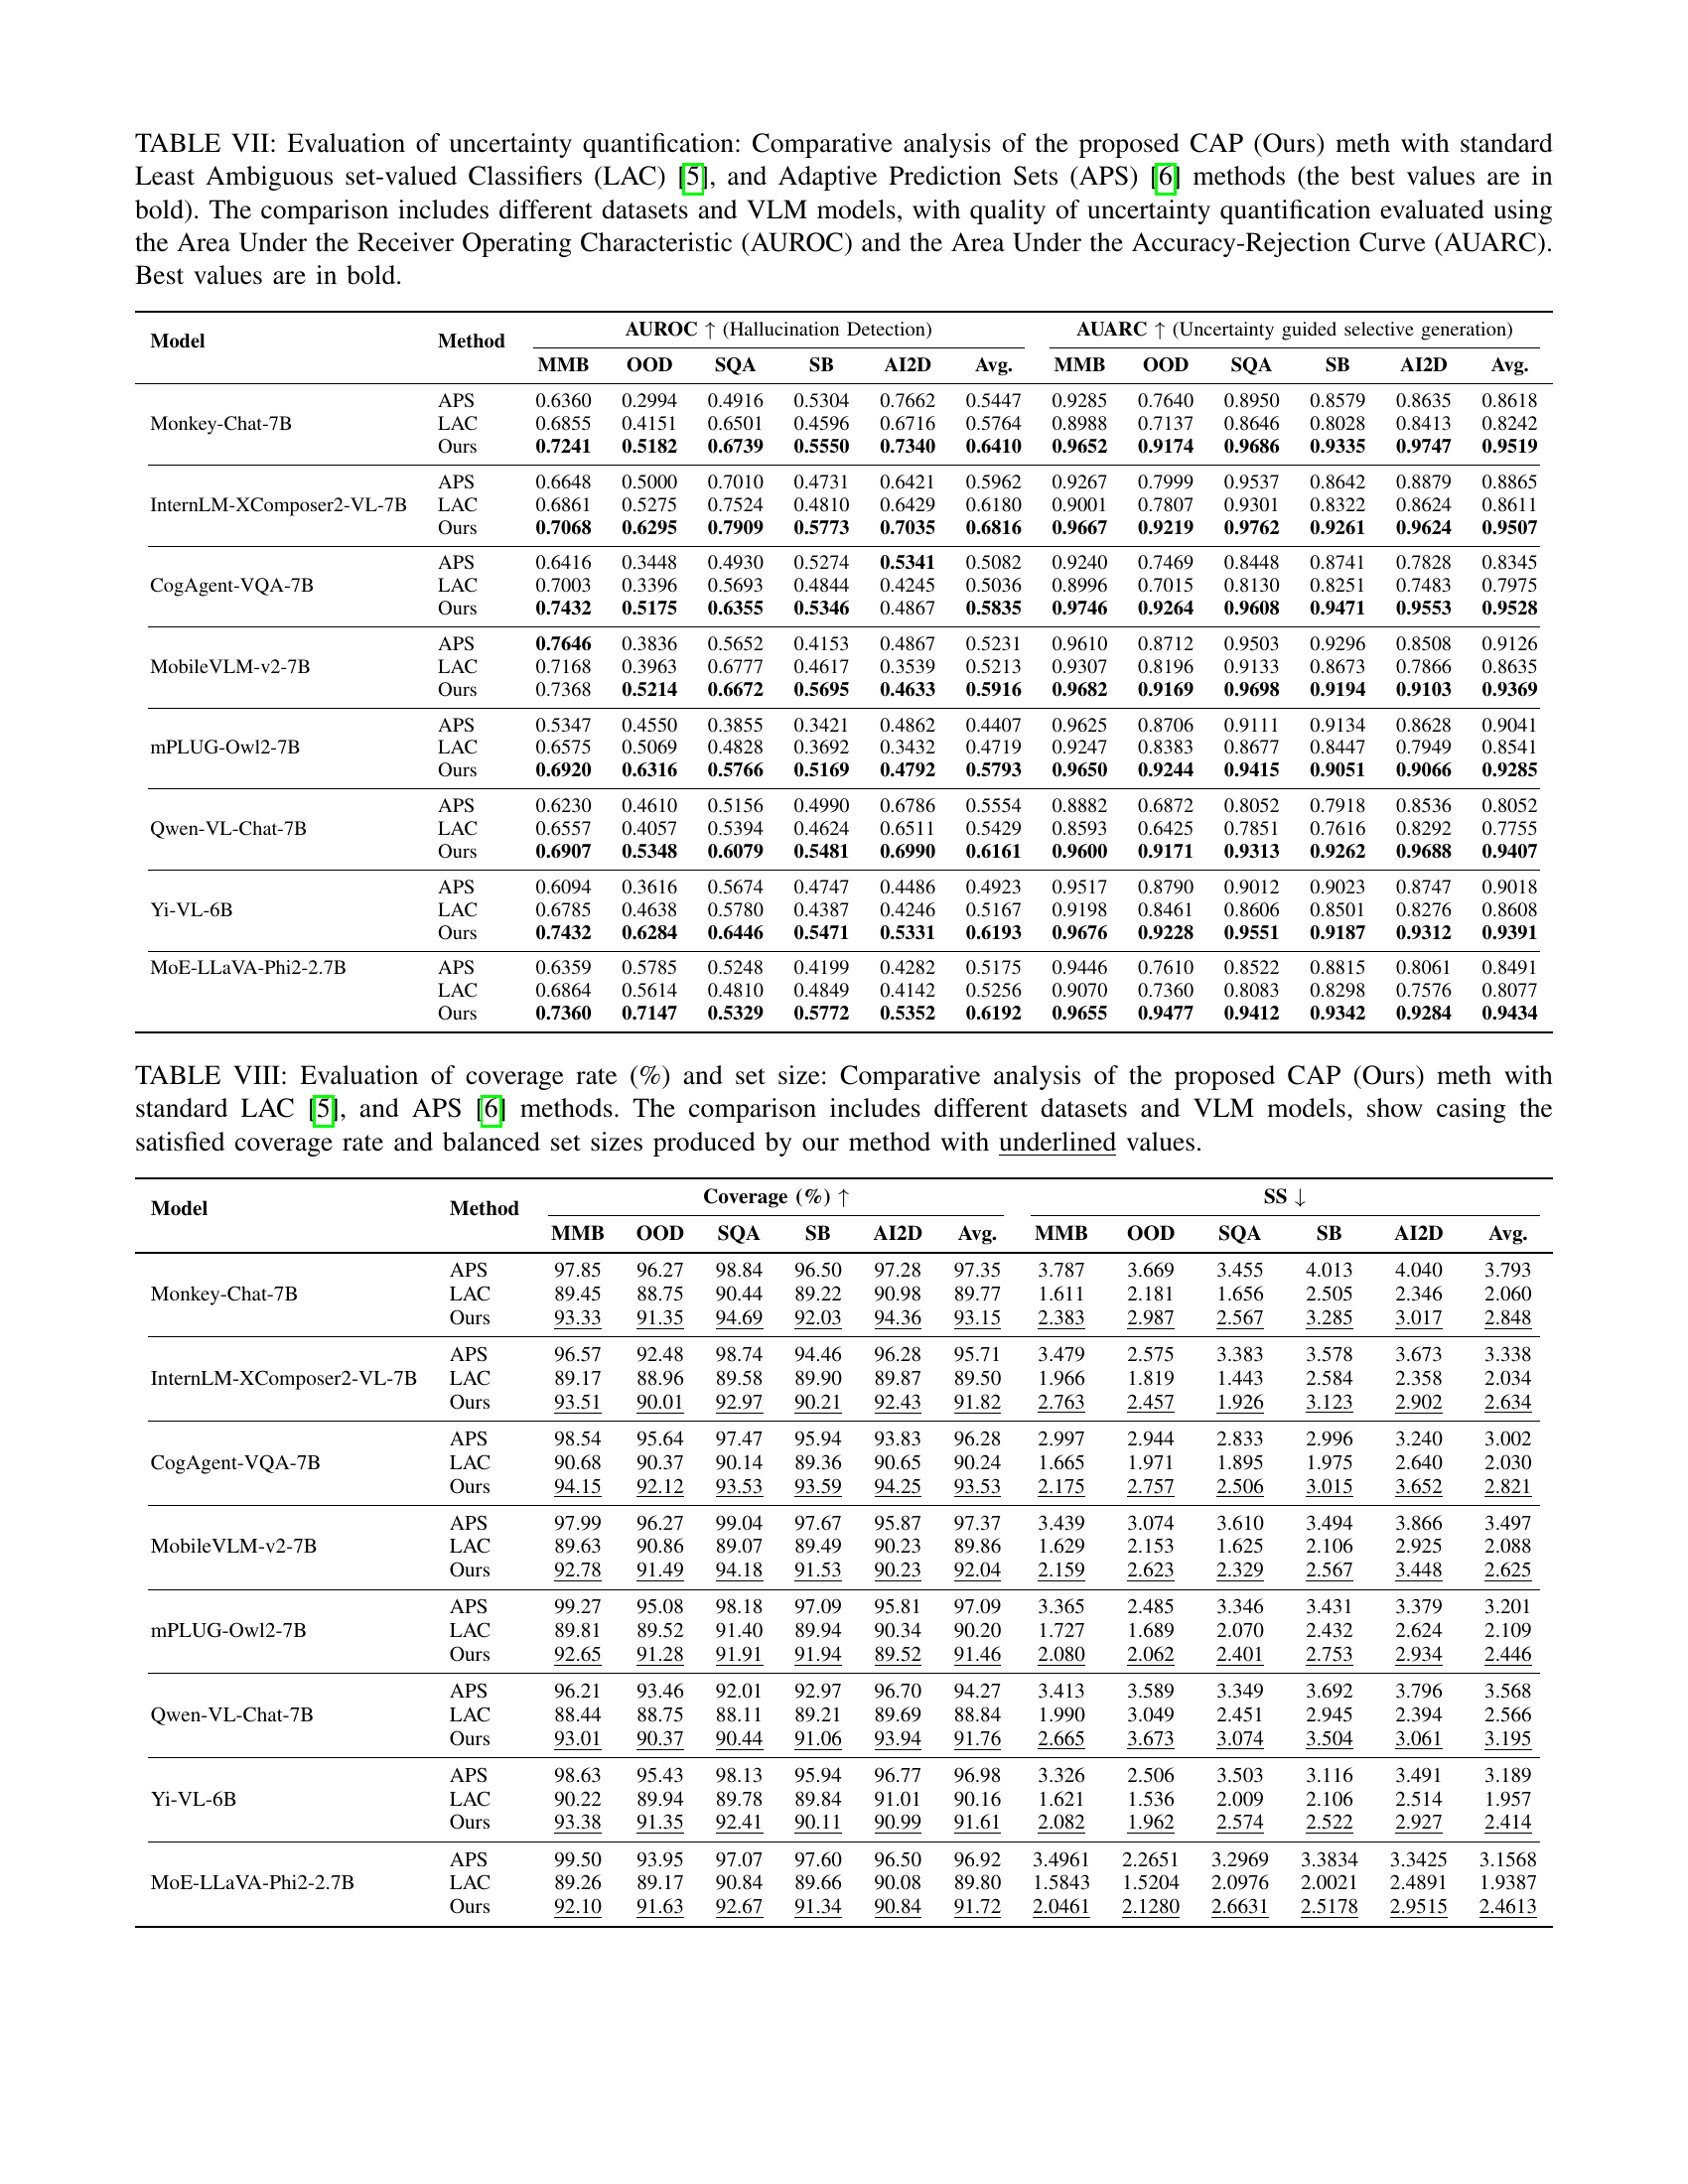 TABLE VII: Evaluation of uncertainty quantification: Comparative analysis of the proposed CAP (Ours) meth with standard
Least Ambiguous set-valued Classifiers (LAC) [5], and Adaptive Prediction Sets (APS) [6] methods (the best values are in
bold). The comparison includes different datasets and VLM models, with quality of uncertainty quantification evaluated using
the Area Under the Receiver Operating Characteristic (AUROC) and the Area Under the Accuracy-Rejection Curve (AUARC).
Best values are in bold.
Model Method AUROC ↑ (Hallucination Detection) AUARC ↑ (Uncertainty guided selective generation)
MMB OOD SQA SB AI2D Avg. MMB OOD SQA SB AI2D Avg.
APS 0.6360 0.2994 0.4916 0.5304 0.7662 0.5447 0.9285 0.7640 0.8950 0.8579 0.8635 0.8618
Monkey-Chat-7B LAC 0.6855 0.4151 0.6501 0.4596 0.6716 0.5764 0.8988 0.7137 0.8646 0.8028 0.8413 0.8242
Ours 0.7241 0.5182 0.6739 0.5550 0.7340 0.6410 0.9652 0.9174 0.9686 0.9335 0.9747 0.9519
APS 0.6648 0.5000 0.7010 0.4731 0.6421 0.5962 0.9267 0.7999 0.9537 0.8642 0.8879 0.8865
InternLM-XComposer2-VL-7B LAC 0.6861 0.5275 0.7524 0.4810 0.6429 0.6180 0.9001 0.7807 0.9301 0.8322 0.8624 0.8611
Ours 0.7068 0.6295 0.7909 0.5773 0.7035 0.6816 0.9667 0.9219 0.9762 0.9261 0.9624 0.9507
APS 0.6416 0.3448 0.4930 0.5274 0.5341 0.5082 0.9240 0.7469 0.8448 0.8741 0.7828 0.8345
CogAgent-VQA-7B LAC 0.7003 0.3396 0.5693 0.4844 0.4245 0.5036 0.8996 0.7015 0.8130 0.8251 0.7483 0.7975
Ours 0.7432 0.5175 0.6355 0.5346 0.4867 0.5835 0.9746 0.9264 0.9608 0.9471 0.9553 0.9528
APS 0.7646 0.3836 0.5652 0.4153 0.4867 0.5231 0.9610 0.8712 0.9503 0.9296 0.8508 0.9126
MobileVLM-v2-7B LAC 0.7168 0.3963 0.6777 0.4617 0.3539 0.5213 0.9307 0.8196 0.9133 0.8673 0.7866 0.8635
Ours 0.7368 0.5214 0.6672 0.5695 0.4633 0.5916 0.9682 0.9169 0.9698 0.9194 0.9103 0.9369
APS 0.5347 0.4550 0.3855 0.3421 0.4862 0.4407 0.9625 0.8706 0.9111 0.9134 0.8628 0.9041
mPLUG-Owl2-7B LAC 0.6575 0.5069 0.4828 0.3692 0.3432 0.4719 0.9247 0.8383 0.8677 0.8447 0.7949 0.8541
Ours 0.6920 0.6316 0.5766 0.5169 0.4792 0.5793 0.9650 0.9244 0.9415 0.9051 0.9066 0.9285
APS 0.6230 0.4610 0.5156 0.4990 0.6786 0.5554 0.8882 0.6872 0.8052 0.7918 0.8536 0.8052
Qwen-VL-Chat-7B LAC 0.6557 0.4057 0.5394 0.4624 0.6511 0.5429 0.8593 0.6425 0.7851 0.7616 0.8292 0.7755
Ours 0.6907 0.5348 0.6079 0.5481 0.6990 0.6161 0.9600 0.9171 0.9313 0.9262 0.9688 0.9407
APS 0.6094 0.3616 0.5674 0.4747 0.4486 0.4923 0.9517 0.8790 0.9012 0.9023 0.8747 0.9018
Yi-VL-6B LAC 0.6785 0.4638 0.5780 0.4387 0.4246 0.5167 0.9198 0.8461 0.8606 0.8501 0.8276 0.8608
Ours 0.7432 0.6284 0.6446 0.5471 0.5331 0.6193 0.9676 0.9228 0.9551 0.9187 0.9312 0.9391
MoE-LLaVA-Phi2-2.7B APS 0.6359 0.5785 0.5248 0.4199 0.4282 0.5175 0.9446 0.7610 0.8522 0.8815 0.8061 0.8491
LAC 0.6864 0.5614 0.4810 0.4849 0.4142 0.5256 0.9070 0.7360 0.8083 0.8298 0.7576 0.8077
Ours 0.7360 0.7147 0.5329 0.5772 0.5352 0.6192 0.9655 0.9477 0.9412 0.9342 0.9284 0.9434
TABLE VIII: Evaluation of coverage rate (%) and set size: Comparative analysis of the proposed CAP (Ours) meth with
standard LAC [5], and APS [6] methods. The comparison includes different datasets and VLM models, show casing the
satisfied coverage rate and balanced set sizes produced by our method with underlined values.
Model Method Coverage (%) ↑ SS ↓
MMB OOD SQA SB AI2D Avg. MMB OOD SQA SB AI2D Avg.
APS 97.85 96.27 98.84 96.50 97.28 97.35 3.787 3.669 3.455 4.013 4.040 3.793
Monkey-Chat-7B LAC 89.45 88.75 90.44 89.22 90.98 89.77 1.611 2.181 1.656 2.505 2.346 2.060
Ours 93.33 91.35 94.69 92.03 94.36 93.15 2.383 2.987 2.567 3.285 3.017 2.848
APS 96.57 92.48 98.74 94.46 96.28 95.71 3.479 2.575 3.383 3.578 3.673 3.338
InternLM-XComposer2-VL-7B LAC 89.17 88.96 89.58 89.90 89.87 89.50 1.966 1.819 1.443 2.584 2.358 2.034
Ours 93.51 90.01 92.97 90.21 92.43 91.82 2.763 2.457 1.926 3.123 2.902 2.634
APS 98.54 95.64 97.47 95.94 93.83 96.28 2.997 2.944 2.833 2.996 3.240 3.002
CogAgent-VQA-7B LAC 90.68 90.37 90.14 89.36 90.65 90.24 1.665 1.971 1.895 1.975 2.640 2.030
Ours 94.15 92.12 93.53 93.59 94.25 93.53 2.175 2.757 2.506 3.015 3.652 2.821
APS 97.99 96.27 99.04 97.67 95.87 97.37 3.439 3.074 3.610 3.494 3.866 3.497
MobileVLM-v2-7B LAC 89.63 90.86 89.07 89.49 90.23 89.86 1.629 2.153 1.625 2.106 2.925 2.088
Ours 92.78 91.49 94.18 91.53 90.23 92.04 2.159 2.623 2.329 2.567 3.448 2.625
APS 99.27 95.08 98.18 97.09 95.81 97.09 3.365 2.485 3.346 3.431 3.379 3.201
mPLUG-Owl2-7B LAC 89.81 89.52 91.40 89.94 90.34 90.20 1.727 1.689 2.070 2.432 2.624 2.109
Ours 92.65 91.28 91.91 91.94 89.52 91.46 2.080 2.062 2.401 2.753 2.934 2.446
APS 96.21 93.46 92.01 92.97 96.70 94.27 3.413 3.589 3.349 3.692 3.796 3.568
Qwen-VL-Chat-7B LAC 88.44 88.75 88.11 89.21 89.69 88.84 1.990 3.049 2.451 2.945 2.394 2.566
Ours 93.01 90.37 90.44 91.06 93.94 91.76 2.665 3.673 3.074 3.504 3.061 3.195
APS 98.63 95.43 98.13 95.94 96.77 96.98 3.326 2.506 3.503 3.116 3.491 3.189
Yi-VL-6B LAC 90.22 89.94 89.78 89.84 91.01 90.16 1.621 1.536 2.009 2.106 2.514 1.957
Ours 93.38 91.35 92.41 90.11 90.99 91.61 2.082 1.962 2.574 2.522 2.927 2.414
APS 99.50 93.95 97.07 97.60 96.50 96.92 3.4961 2.2651 3.2969 3.3834 3.3425 3.1568
MoE-LLaVA-Phi2-2.7B LAC 89.26 89.17 90.84 89.66 90.08 89.80 1.5843 1.5204 2.0976 2.0021 2.4891 1.9387
Ours 92.10 91.63 92.67 91.34 90.84 91.72 2.0461 2.1280 2.6631 2.5178 2.9515 2.4613